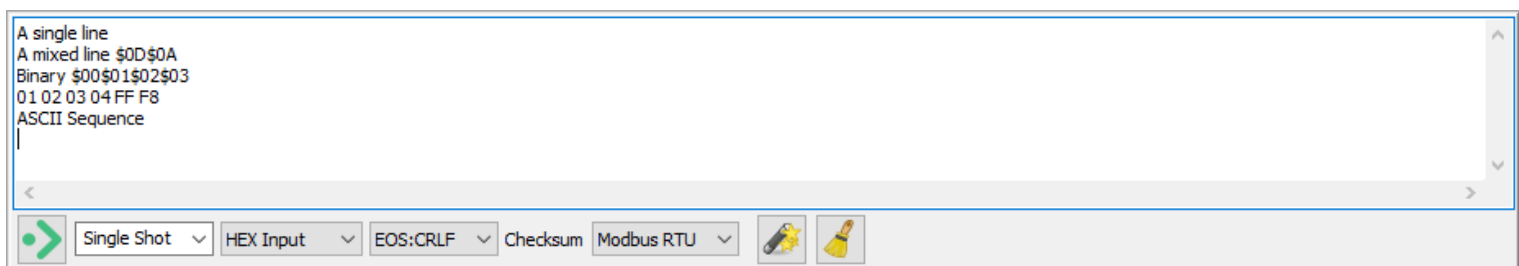 A single line
A mixed line $0D$0A
Binary $00$01$02$03
01 02 03 04 FF F8
ASCII Sequence
Single Shot HEX Input EOS:CRLF Checksum Modbus RTU